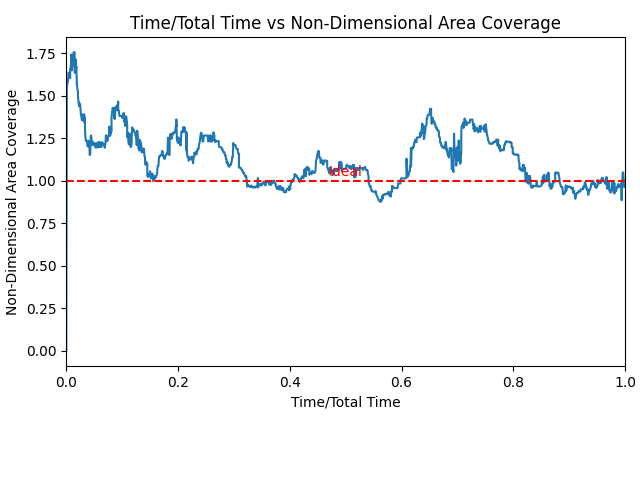 Time/Total Time vs Non-Dimensional Area Coverage
Non-Dimensional Area Coverage
1.75
1.50
1.25
1.00
0.75
0.50
0.25
0.00
Ideal
0.0 0.2 0.4 0.6 0.8 1.0
Time/Total Time